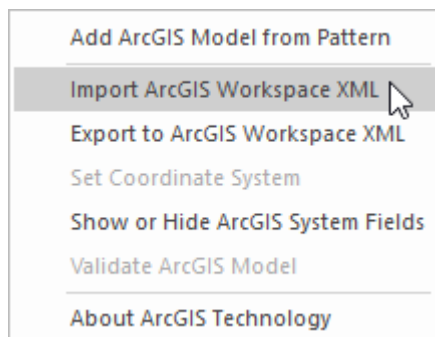 Add ArcGIS Model from Pattern
Import ArcGIS Workspace XML
Export to ArcGIS Workspace XML
Set Coordinate System
Show or Hide ArcGIS System Fields
Validate ArcGIS Model
About ArcGIS Technology